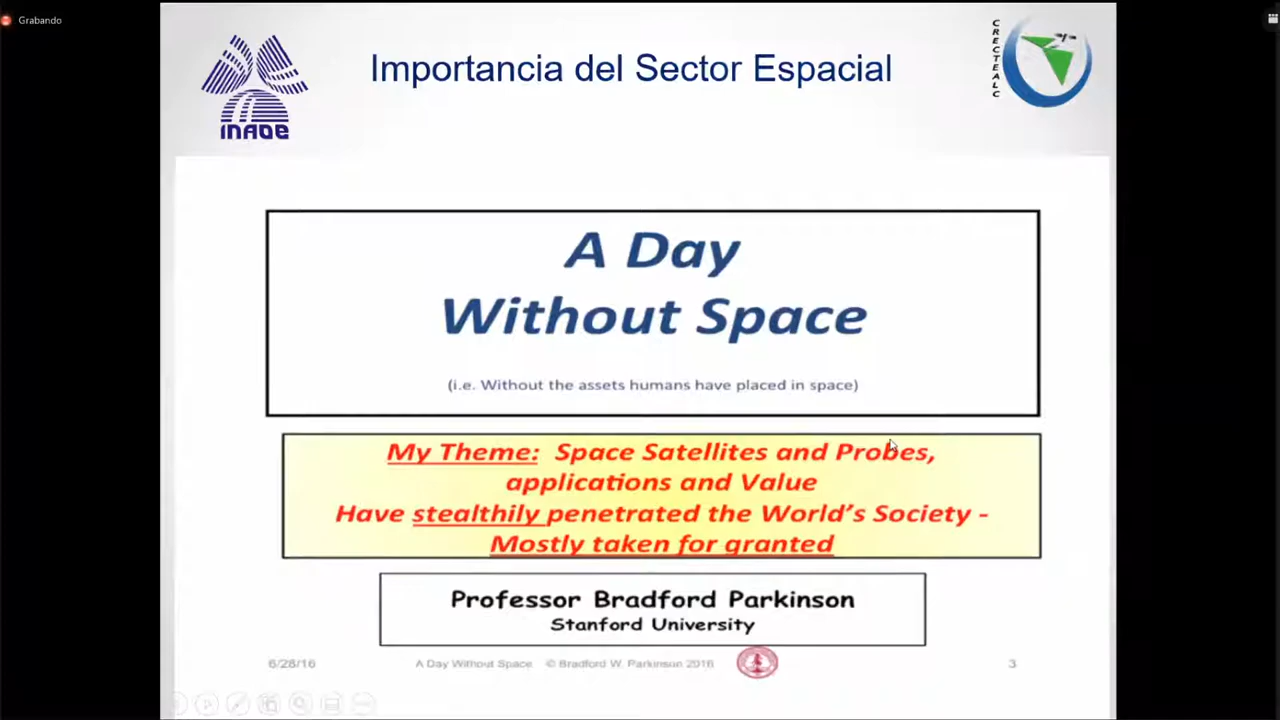 Grabando
Importancia del Sector Espacial
INAOE
CRECTEALC
A Day
Without Space
(i.e. Without the assets humans have placed in space)
My Theme: Space Satellites and Probes,
applications and Value
Have stealthily penetrated the World's Society -
Mostly taken for granted
Professor Bradford Parkinson
Stanford University
6/28/16
A Day Without Space © Bradford W. Parkinson 2016
3